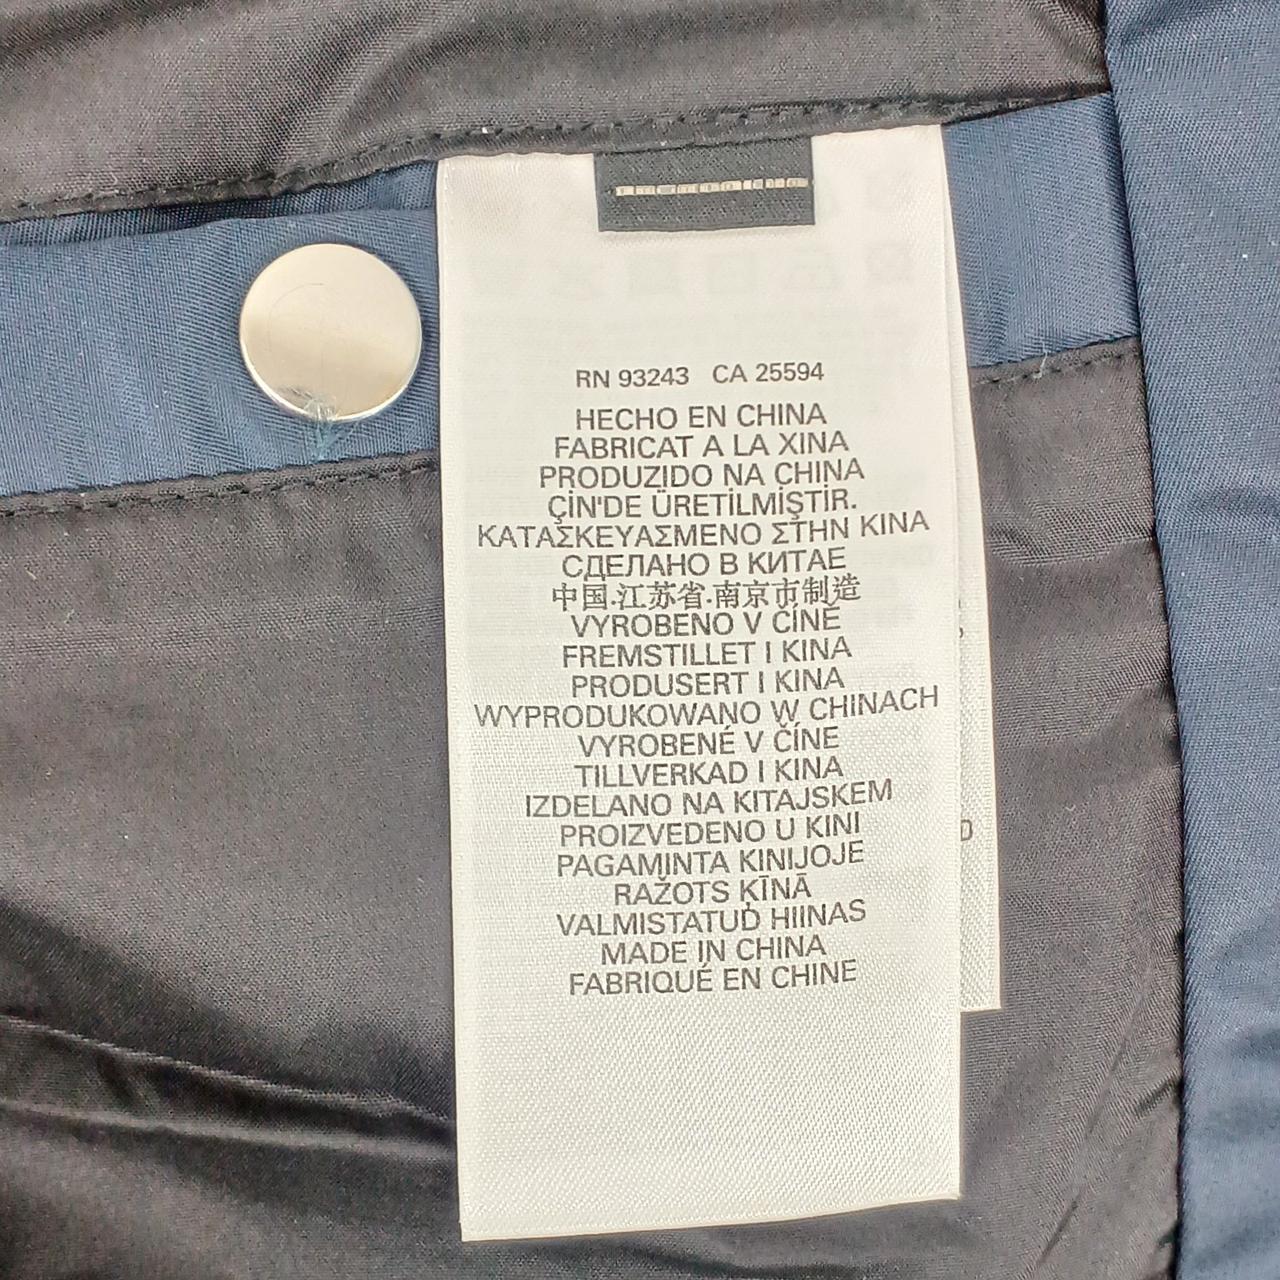 RN 93243 CA 25594
HECHO EN CHINA
FABRICAT A LA XINA
PRODUZIDO NA CHINA
ÇİN'DE ÜRETİLMİŞTİR.
ΚΑΤΑΣΚΕΥΑΣΜΕΝΟ ΣΤΗΝ ΚΙΝΑ
СДЕЛАНО В КИТАЕ
中国.江苏省.南京市制造
VYROBENO V ČÍNĚ
FREMSTILLET I KINA
PRODUSERT I KINA
WYPRODUKOWANO W CHINACH
VYROBENÉ V ČÍNE
TILLVERKAD I KINA
IZDELANO NA KITAJSKEM
PROIZVEDENO U KINI
PAGAMINTA KINIJOJE
RAŽOTS ĶĪNĀ
VALMISTATUD HIINAS
MADE IN CHINA
FABRIQUÉ EN CHINE